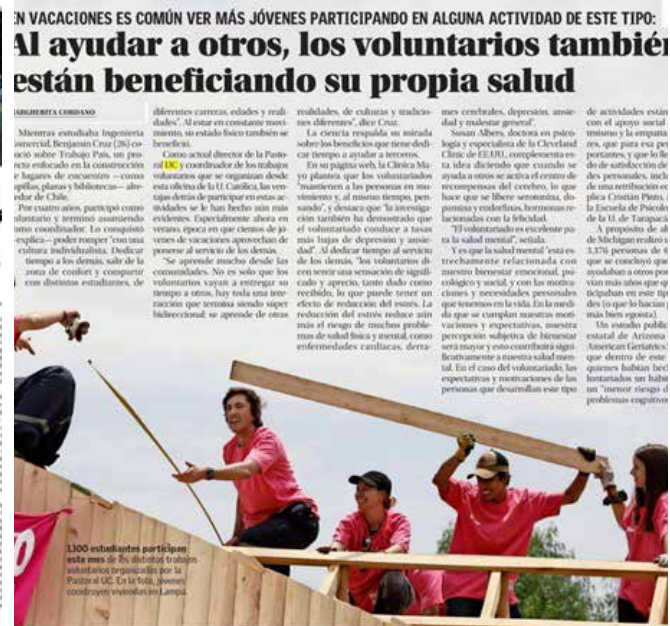 EN VACACIONES ES COMÚN VER MÁS JÓVENES PARTICIPANDO EN ALGUNA ACTIVIDAD DE ESTE TIPO:
Al ayudar a otros, los voluntarios también
están beneficiando su propia salud
MARGHERITA CORDANO
Mientras estudiaba Ingeniería
Comercial, Benjamín Cruz (26) co-
noció sobre Trabajo País, un pro-
yecto enfocado en la construcción
de lugares de encuentro —como
capillas, plazas y bibliotecas— alre-
dedor de Chile.
Por cuatro años, participó como
voluntario y terminó asumiendo
como coordinador. Lo conquistó
—explica— poder romper "con una
cultura individualista. Dedicar
tiempo a los demás, salir de la
zona de confort y compartir
con distintos estudiantes, de
diferentes carreras, edades y reali-
dades". Al estar en constante movi-
miento, su estado físico también se
benefició.
Como actual director de la Pasto-
ral UC y coordinador de los trabajos
voluntarios que se organizan desde
esta oficina de la U. Católica, las ven-
tajas detrás de participar en estas ac-
tividades se le han hecho aún más
evidentes. Especialmente ahora en
verano, época en que cientos de jó-
venes de vacaciones aprovechan de
ponerse al servicio de los demás.
"Se aprende mucho desde las
comunidades. No es solo que los
voluntarios vayan a entregar su
tiempo a otros, hay toda una inte-
racción que termina siendo súper
bidireccional: se aprende de otras
realidades, de culturas y tradicio-
nes diferentes", dice Cruz.
La ciencia respalda su mirada
sobre los beneficios que tiene dedi-
car tiempo a ayudar a terceros.
En su página web, la Clínica Ma-
yo plantea que los voluntariados
"mantienen a las personas en mo-
vimiento y, al mismo tiempo, pen-
sando", y destaca que "la investiga-
ción también ha demostrado que
el voluntariado conduce a tasas
más bajas de depresión y ansie-
dad". Al dedicar tiempo al servicio
de los demás, "los voluntarios di-
cen sentir una sensación de signifi-
cado y aprecio, tanto dado como
recibido, lo que puede tener un
efecto de reducción del estrés. La
reducción del estrés reduce aún
más el riesgo de muchos proble-
mas de salud física y mental, como
enfermedades cardíacas, derra-
mes cerebrales, depresión, ansie-
dad y malestar general".
Susan Albers, doctora en psico-
logía y especialista de la Cleveland
Clinic de EE.UU., complementa es-
ta idea diciendo que cuando se
ayuda a otros se activa el centro de
recompensas del cerebro, lo que
hace que se libere serotonina, do-
pamina y endorfinas, hormonas re-
lacionadas con la felicidad.
"El voluntariado es excelente pa-
ra la salud mental", señala.
Y es que la salud mental "está es-
trechamente relacionada con
nuestro bienestar emocional, psi-
cológico y social, y con las motiva-
ciones y necesidades personales
que tenemos en la vida. En la medi-
da que se cumplan nuestras moti-
vaciones y expectativas, nuestra
percepción subjetiva de bienestar
será mayor y esto contribuirá signi-
ficativamente a nuestra salud men-
tal. En el caso del voluntariado, las
expectativas y motivaciones de las
personas que desarrollan este tipo
de actividades están
con el apoyo social
truismo y la empatía
res, que para esa per
portantes, y que lo lle
do de satisfacción de
des personales, inclu
de una retribución ec
plica Cristian Pinto, a
la Escuela de Psicolo
de la U. de Tarapacá
A propósito de al
de Michigan realizó u
3.376 personas de
que se concluyó que
ayudaban a otros por
vían más años que qu
ticipaban en este tip
des (o que lo hacían p
más bien egoísta).
Un estudio publi
estatal de Arizona
American Geriatrics
que dentro de este
quienes habían hech
luntariados un hab
un "menor riesgo d
problemas cognitivos
1.100 estudiantes participan
este mes de los distintos trabajos
voluntarios organizados por la
Pastoral UC. En la foto, jóvenes
construyen viviendas en Lampa.